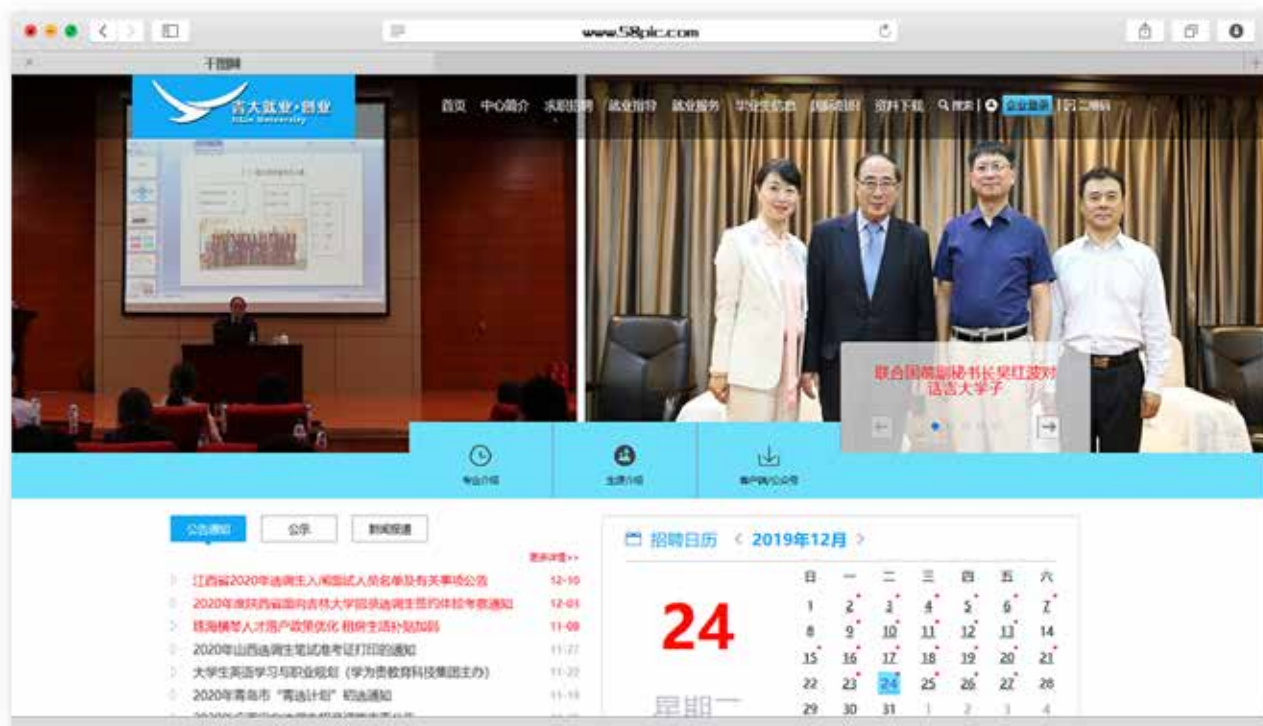 www.58pic.com
千图网
吉大就业·创业
JiLin University
首页 中心简介 求职招聘 就业指导 就业服务 毕业生信息 国际组织 资料下载 搜索 企业登录 二维码
联合国前副秘书长吴红波对
话吉大学子
专业介绍 生源介绍 客户端/公众号
公告通知 公示 新闻报道
更多详情>>
江西省2020年选调生入闱面试人员名单及有关事项公告 12-10
2020年度陕西省面向吉林大学招录选调生签约体检考察通知 12-03
珠海横琴人才落户政策优化 租房生活补贴加码 11-08
2020年山西选调生笔试准考证打印的通知 11-27
大学生英语学习与职业规划（学为贵教育科技集团主办） 11-22
2020年青岛市“青选计划”初选通知 11-19
招聘日历 < 2019年12月 >
日 一 二 三 四 五 六
1 2 3 4 5 6 7
8 9 10 11 12 13 14
15 16 17 18 19 20 21
22 23 24 25 26 27 28
29 30 31 1 2 3 4
24
星期二